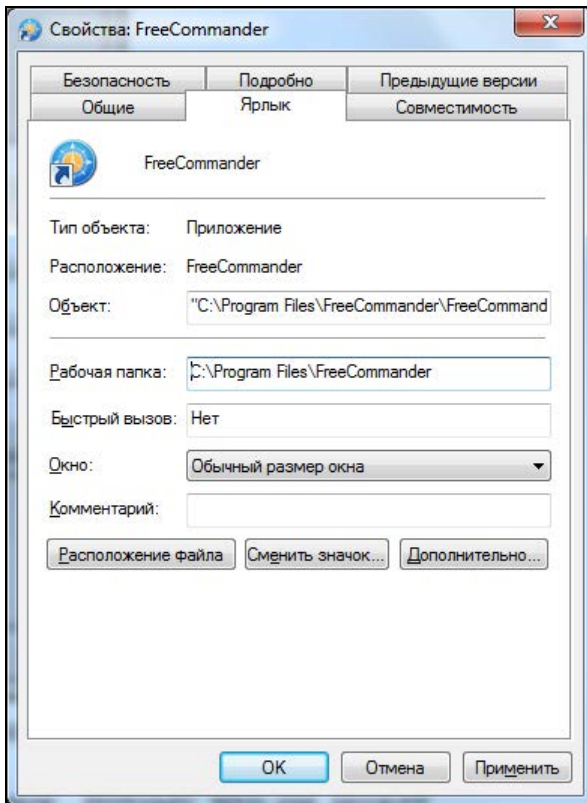 Свойства: FreeCommander
Безопасность Подробно Предыдущие версии
Общие Ярлык Совместимость
FreeCommander
Тип объекта: Приложение
Расположение: FreeCommander
Объект: "C:\Program Files\FreeCommander\FreeCommand
Рабочая папка: C:\Program Files\FreeCommander
Быстрый вызов: Нет
Окно: Обычный размер окна
Комментарий:
Расположение файла Сменить значок... Дополнительно...
OK Отмена Применить